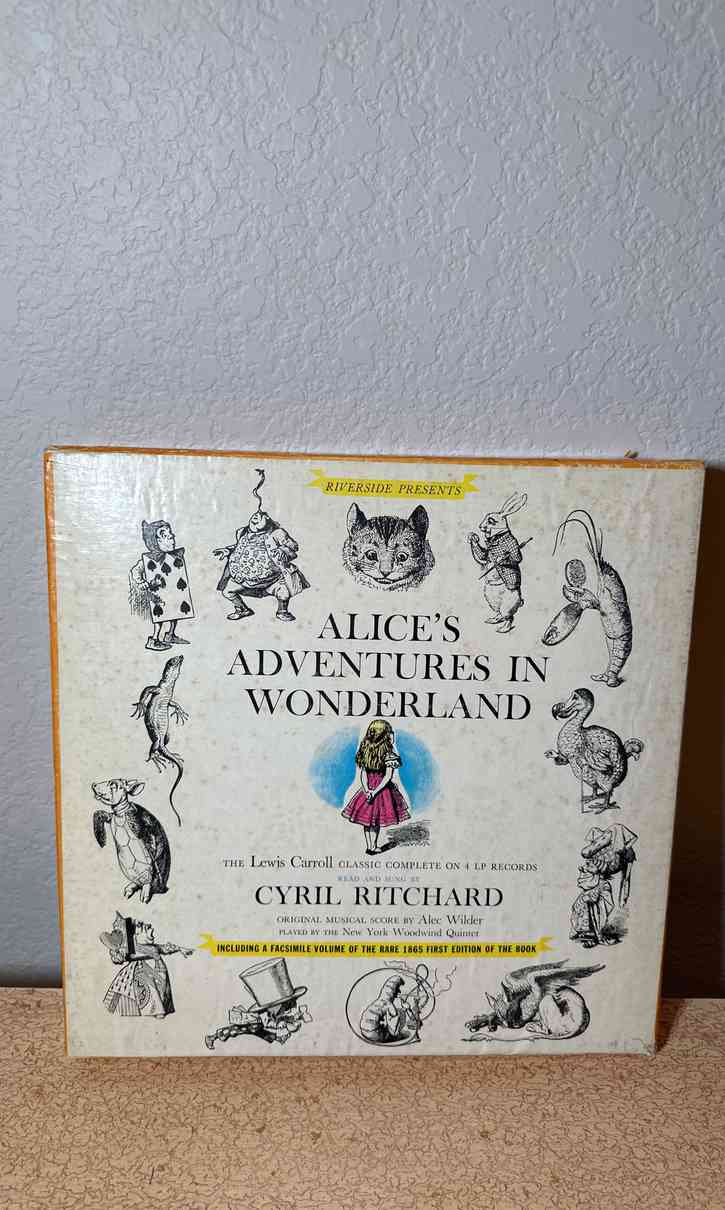 RIVERSIDE PRESENTS
ALICE'S
ADVENTURES IN
WONDERLAND
THE Lewis Carroll CLASSIC COMPLETE ON 4 LP RECORDS
READ AND SUNG BY
CYRIL RITCHARD
ORIGINAL MUSICAL SCORE BY Alec Wilder
PLAYED BY THE New York Woodwind Quintet
INCLUDING A FACSIMILE VOLUME OF THE RARE 1865 FIRST EDITION OF THE BOOK